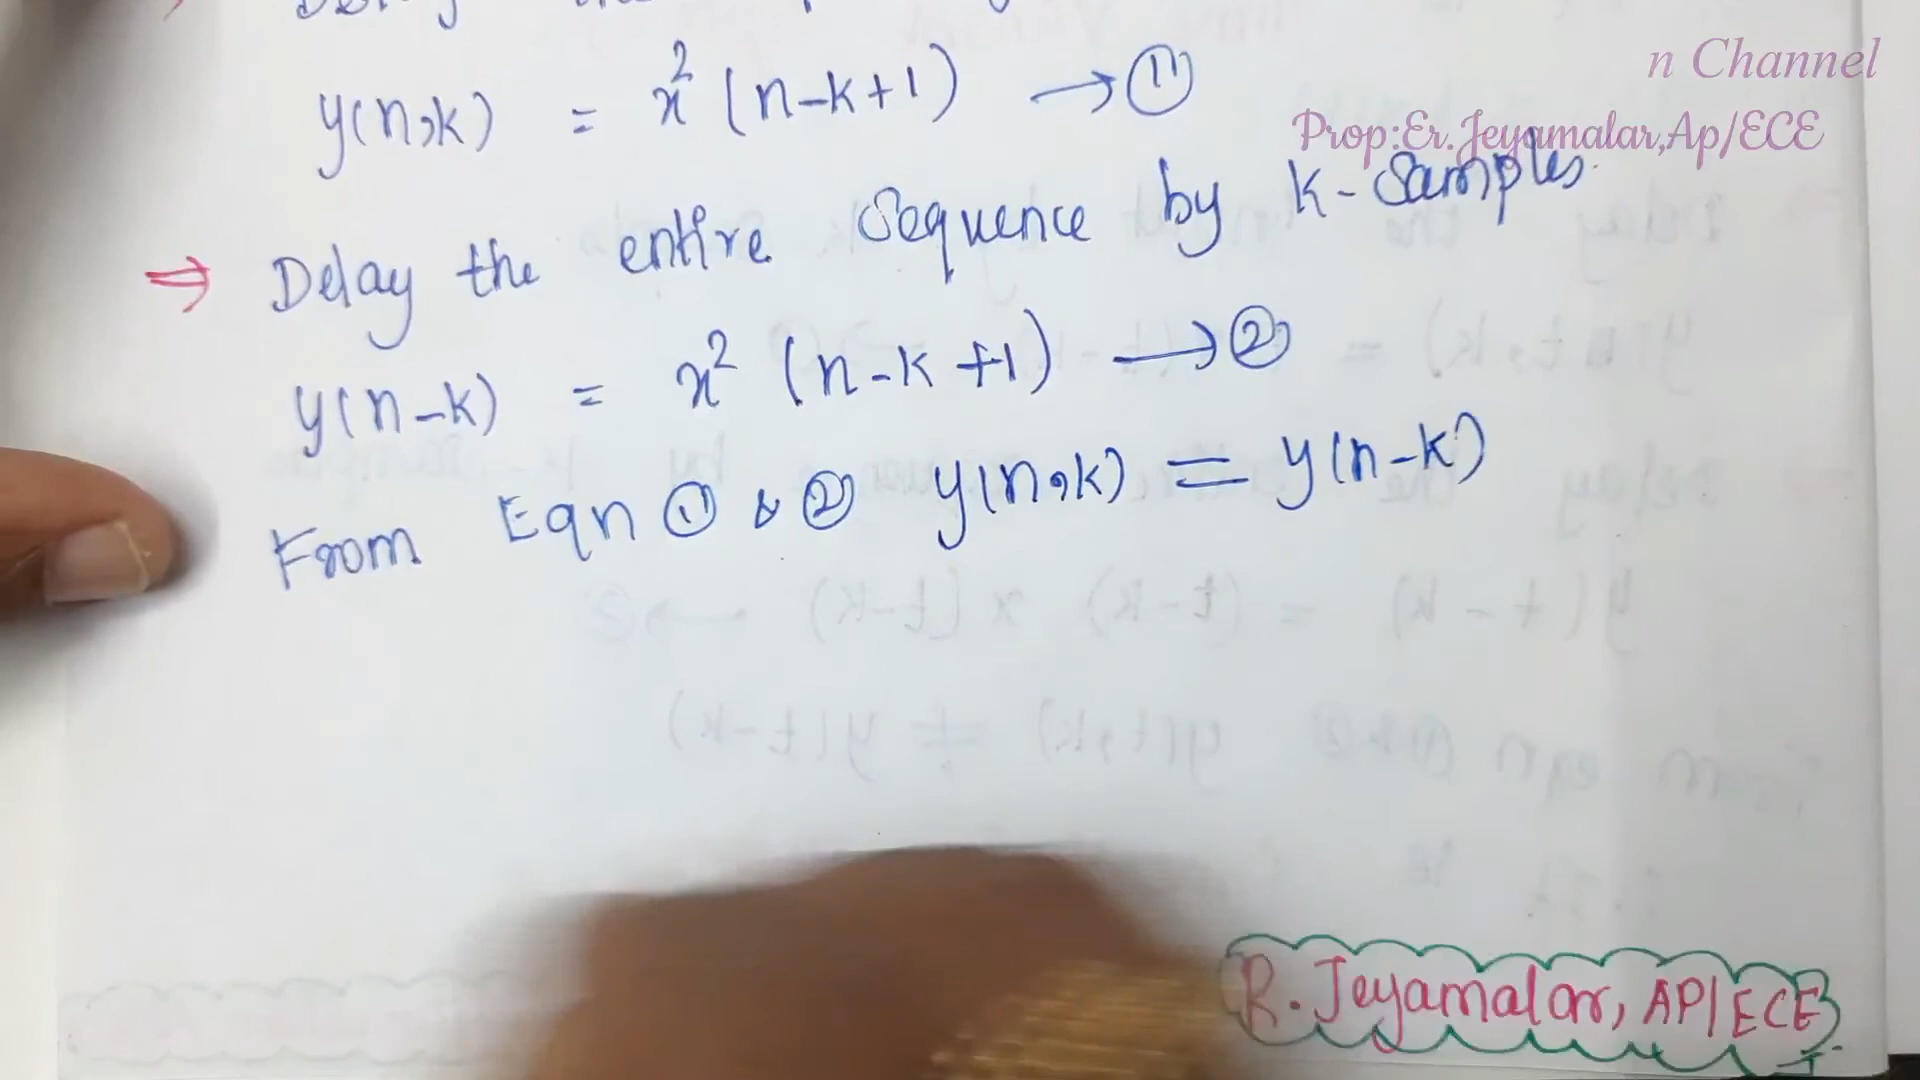 n Channel
y(n,k) = x²(n-k+1) → ①
Prop:Er.Jeyamalar,Ap/ECE
⇒ Delay the entire Sequence by k-Samples.
y(n-k) = x²(n-k+1) → ②
From Eqn ① & ② y(n,k) = y(n-k)
R. Jeyamalar, AP/ECE